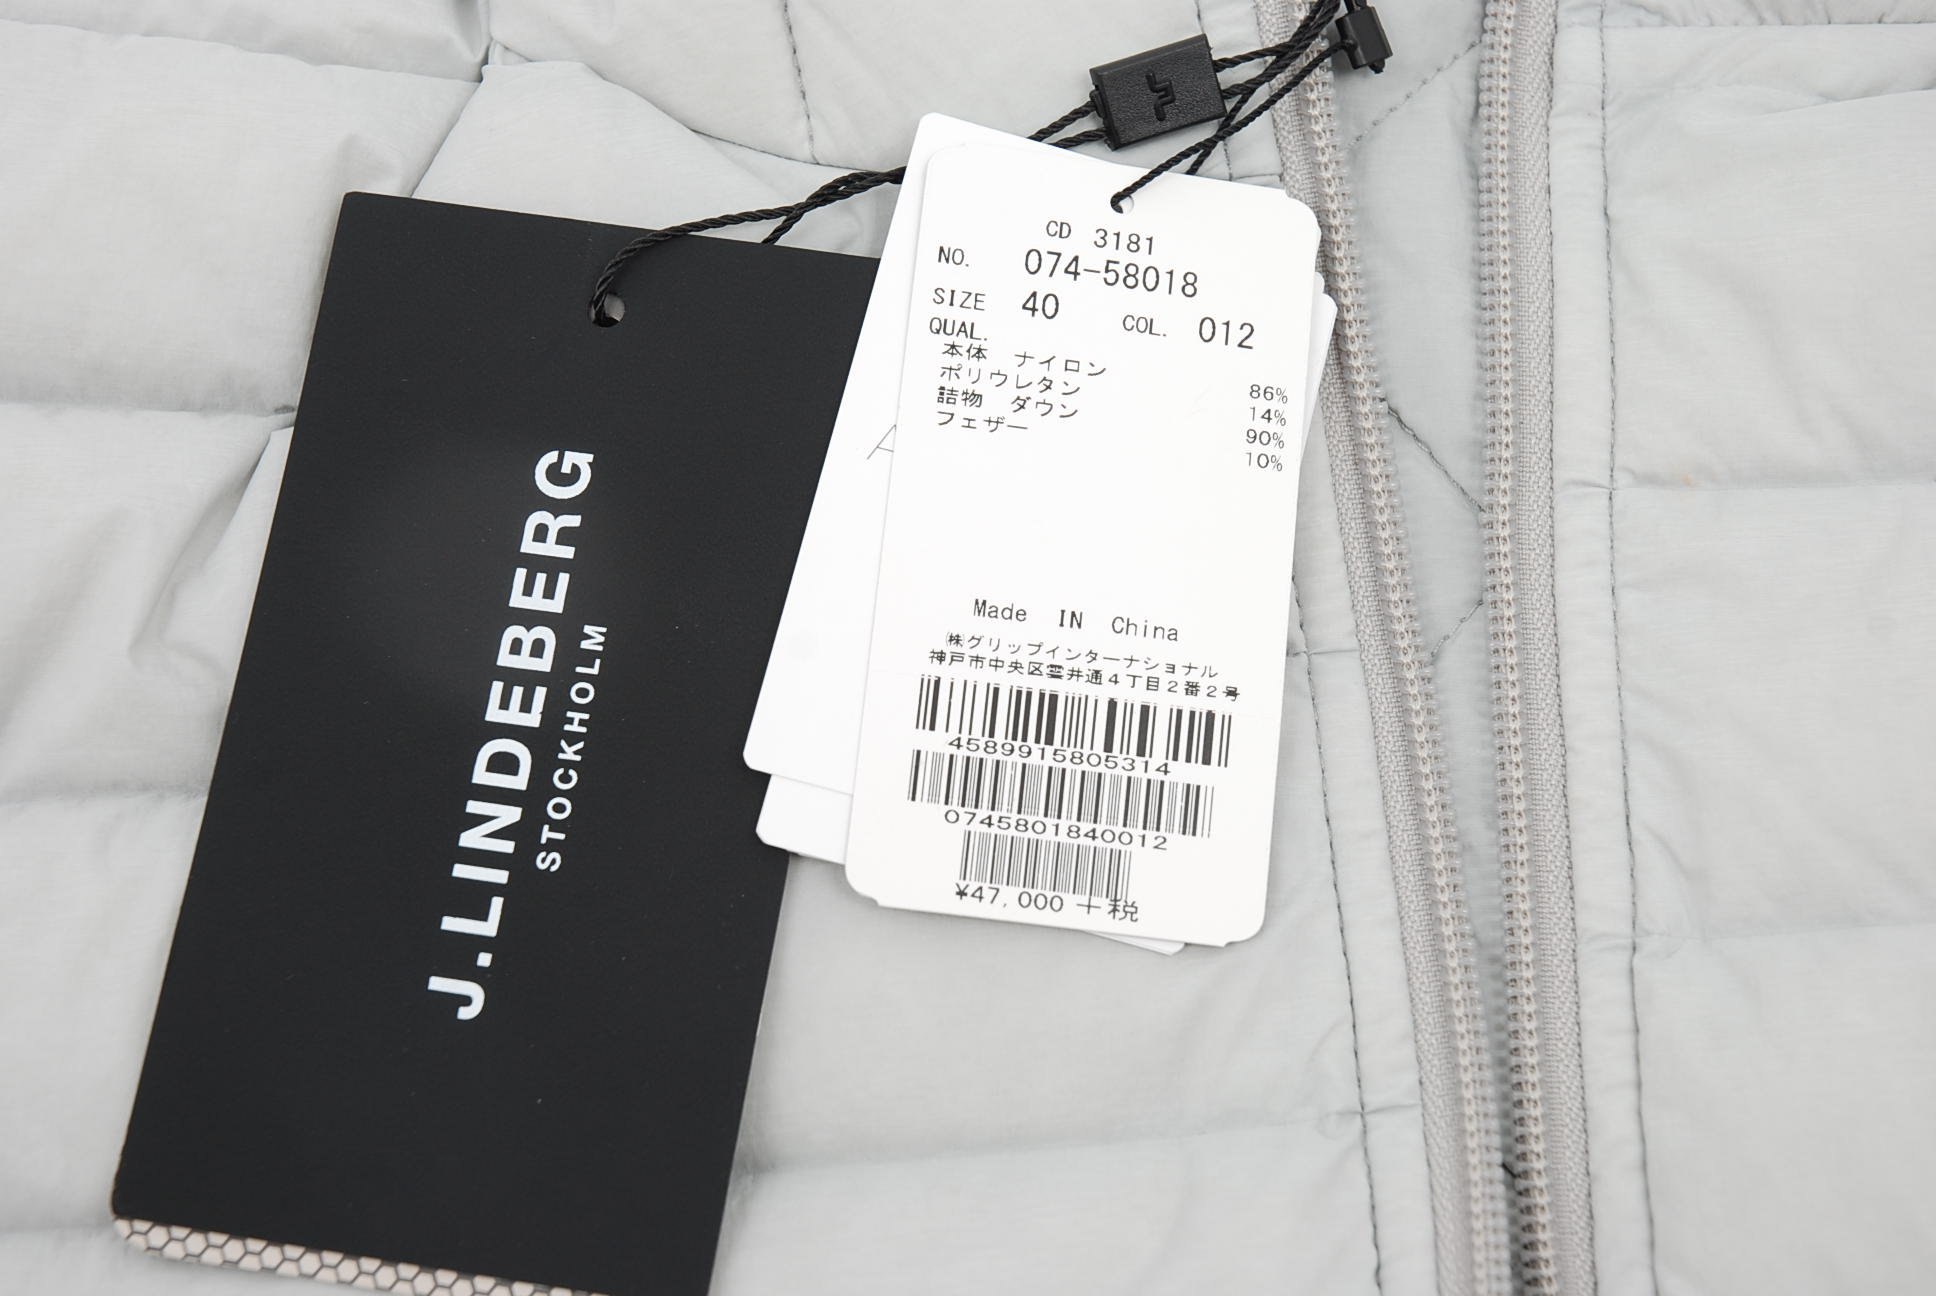 J.LINDEBERG
STOCKHOLM
A
CD 3181
NO. 074-58018
SIZE 40 COL. 012
QUAL.
本体 ナイロン 86%
ポリウレタン 14%
詰物 ダウン 90%
フェザー 10%
Made IN China
㈱グリップインターナショナル
神戸市中央区雲井通4丁目2番2号
4589915805314
0745801840012
¥47,000 +税